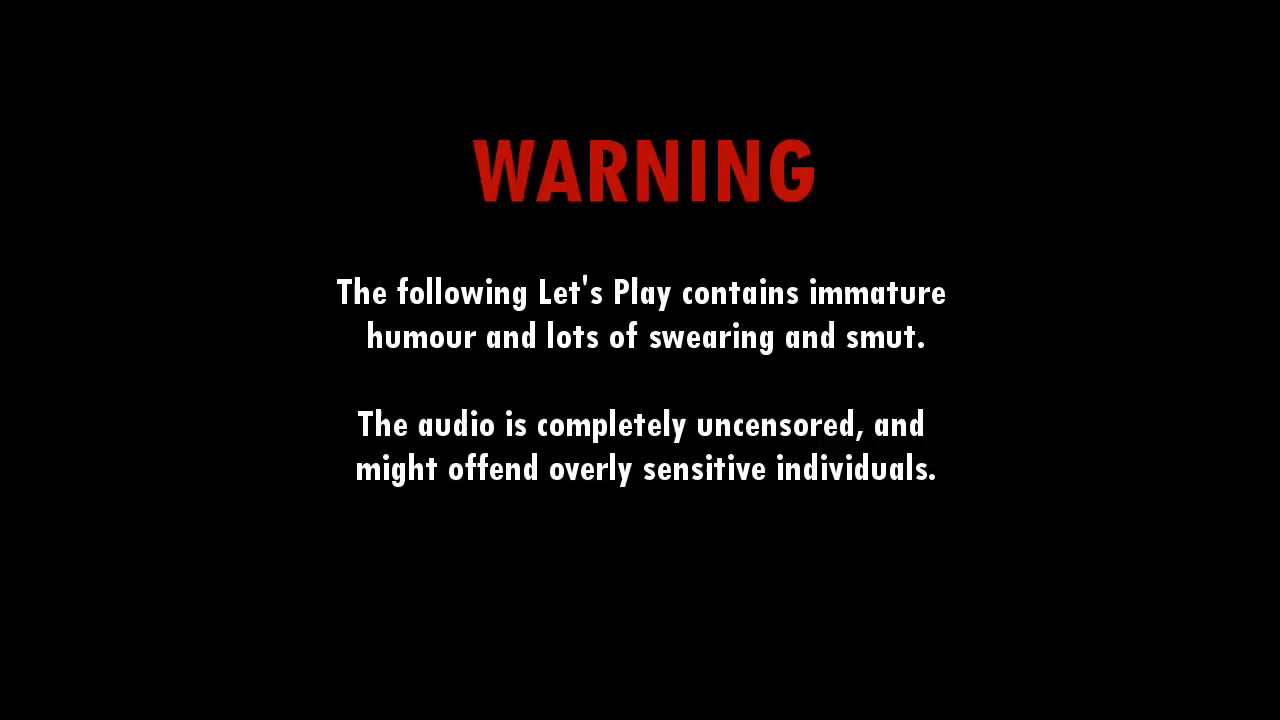 WARNING
The following Let's Play contains immature
humour and lots of swearing and smut.
The audio is completely uncensored, and
might offend overly sensitive individuals.